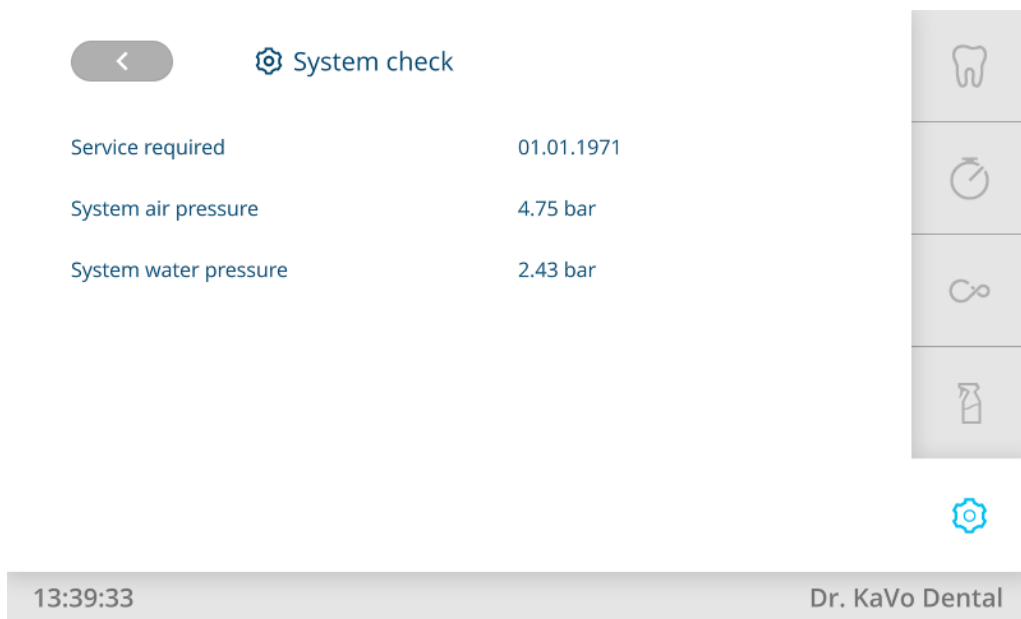 System check
Service required 01.01.1971
System air pressure 4.75 bar
System water pressure 2.43 bar
13:39:33 Dr. KaVo Dental